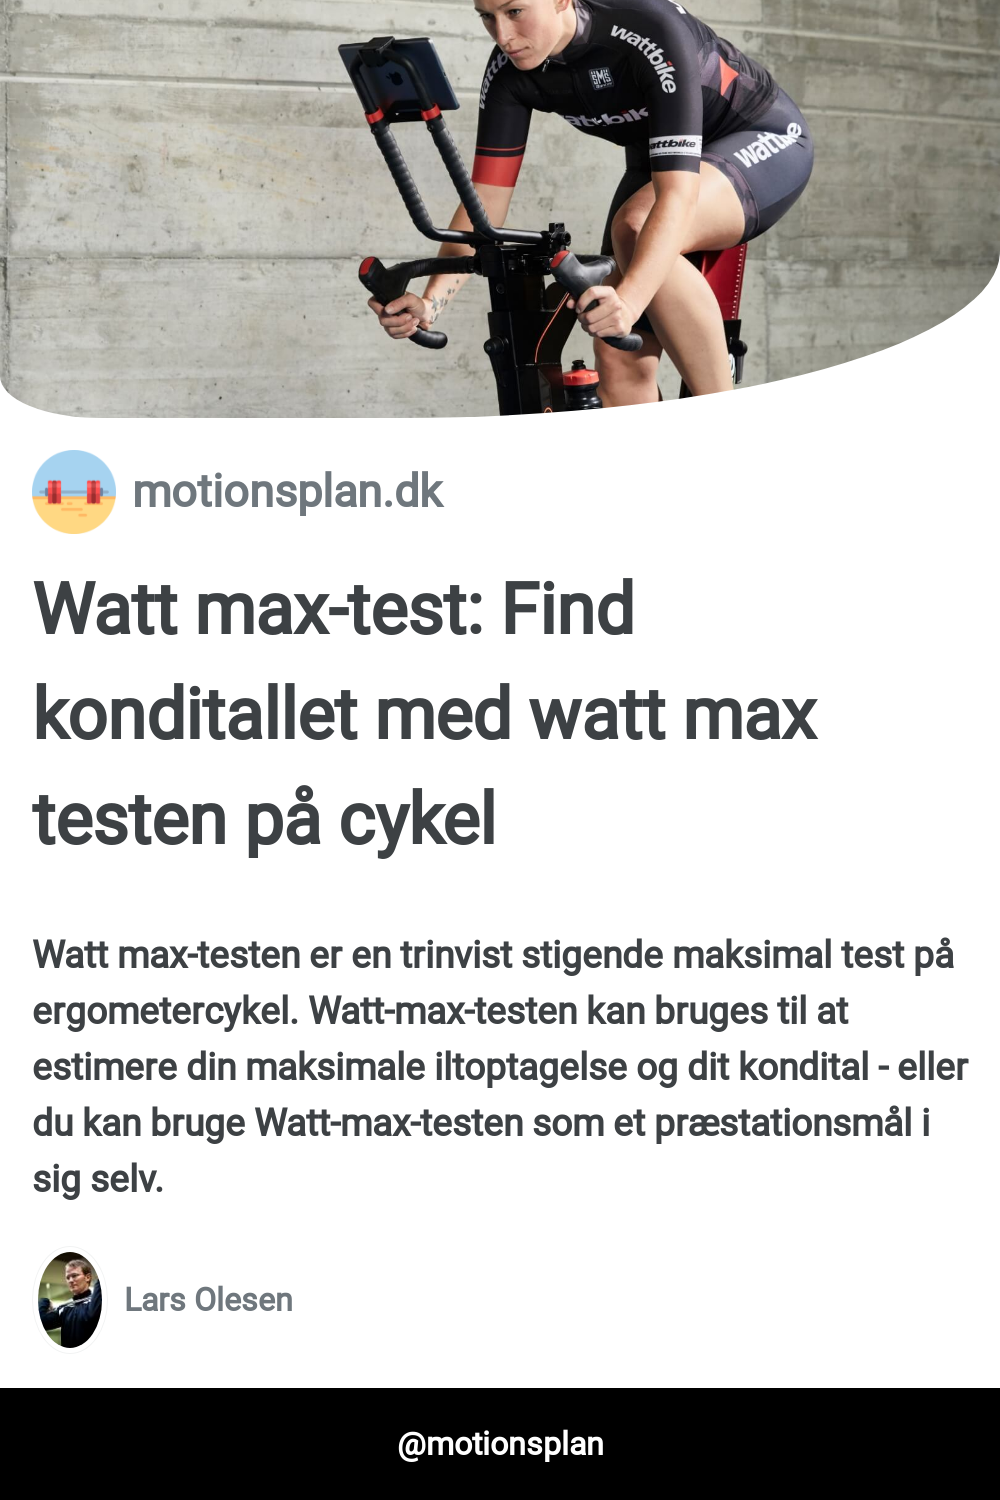 wattbike
wattbike
wattbike
wattbike
motionsplan.dk
Watt max-test: Find
konditallet med watt max
testen på cykel
Watt max-testen er en trinvist stigende maksimal test på
ergometercykel. Watt-max-testen kan bruges til at
estimere din maksimale iltoptagelse og dit kondital - eller
du kan bruge Watt-max-testen som et præstationsmål i
sig selv.
Lars Olesen
@motionsplan